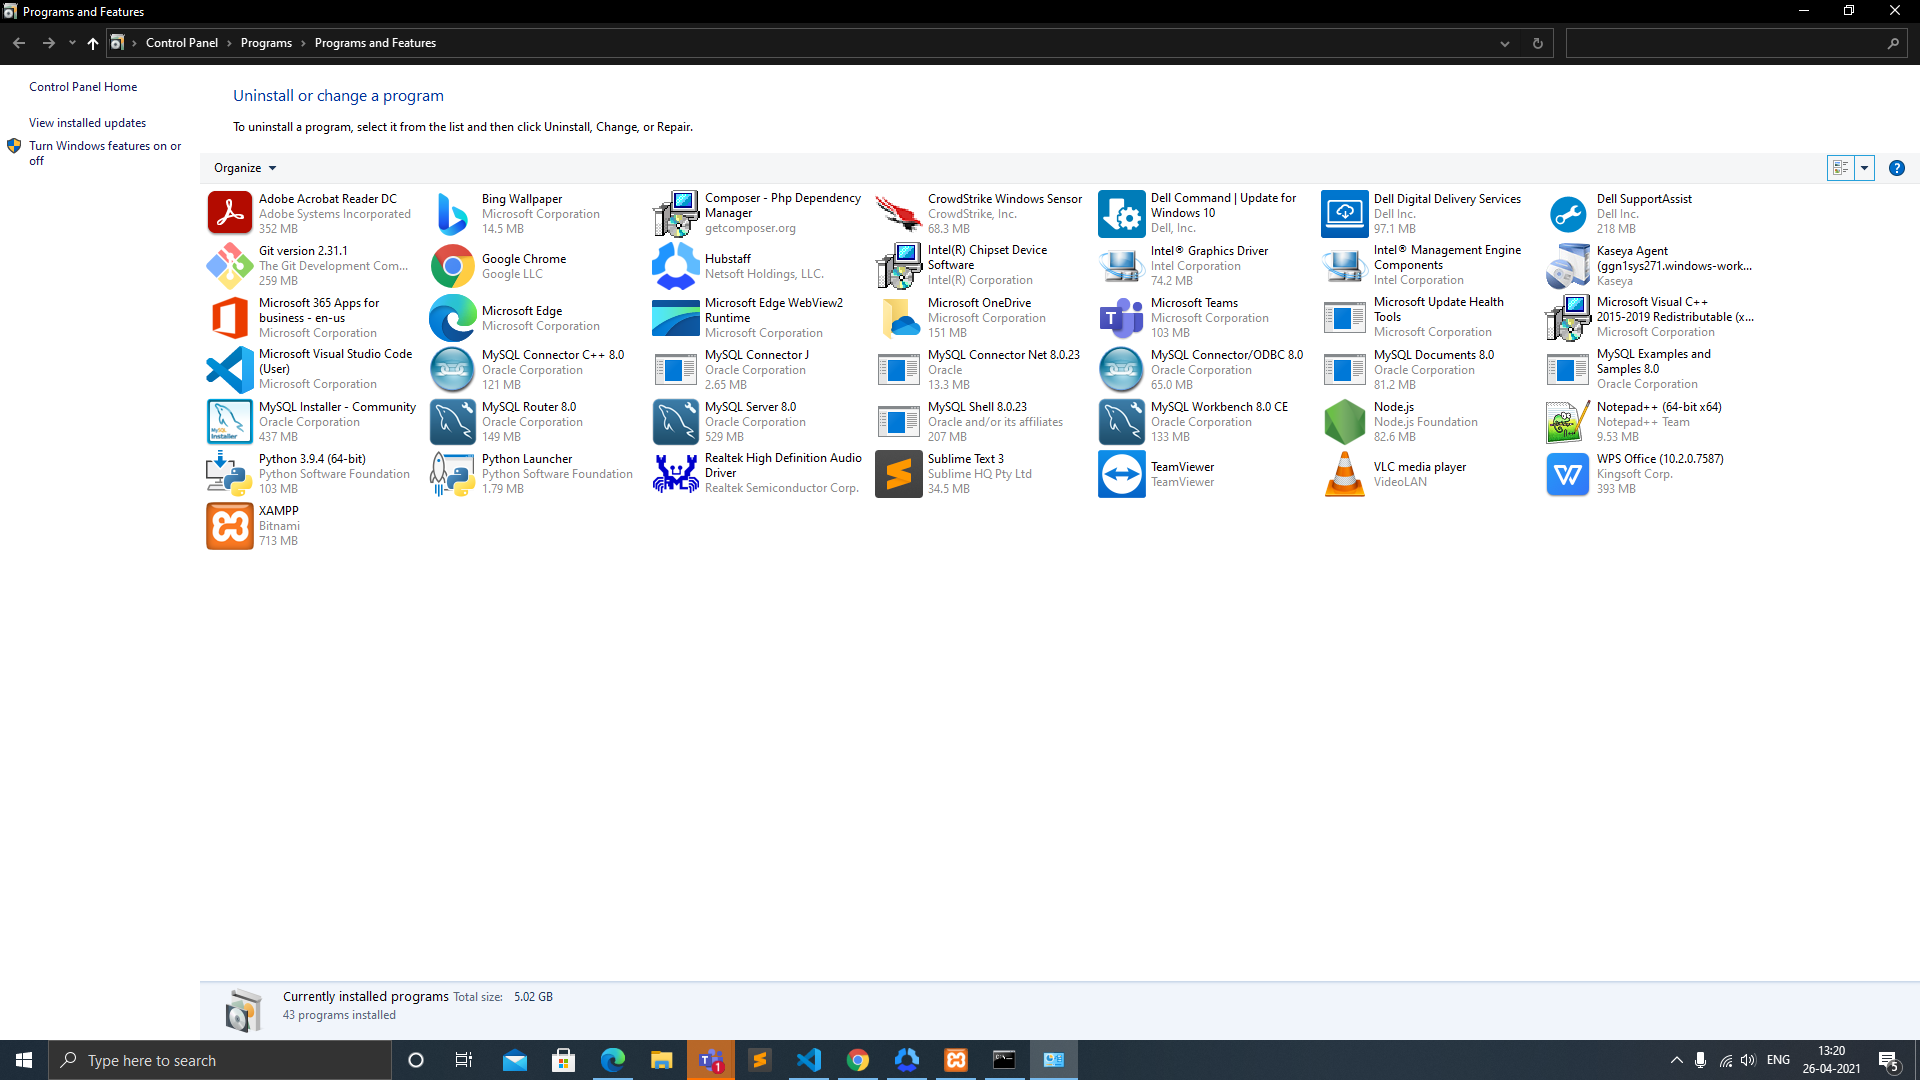 Programs and Features
Control Panel > Programs > Programs and Features
Control Panel Home
View installed updates
Turn Windows features on or
off
Uninstall or change a program
To uninstall a program, select it from the list and then click Uninstall, Change, or Repair.
Organize
Adobe Acrobat Reader DC
Adobe Systems Incorporated
352 MB
Bing Wallpaper
Microsoft Corporation
14.5 MB
Composer - Php Dependency
Manager
getcomposer.org
CrowdStrike Windows Sensor
CrowdStrike, Inc.
68.3 MB
Dell Command | Update for
Windows 10
Dell, Inc.
Dell Digital Delivery Services
Dell Inc.
97.1 MB
Dell SupportAssist
Dell Inc.
218 MB
Git version 2.31.1
The Git Development Com...
259 MB
Google Chrome
Google LLC
Hubstaff
Netsoft Holdings, LLC.
Intel(R) Chipset Device
Software
Intel(R) Corporation
Intel® Graphics Driver
Intel Corporation
74.2 MB
Intel® Management Engine
Components
Intel Corporation
Kaseya Agent
(ggn1sys271.windows-work...
Kaseya
Microsoft 365 Apps for
business - en-us
Microsoft Corporation
Microsoft Edge
Microsoft Corporation
Microsoft Edge WebView2
Runtime
Microsoft Corporation
Microsoft OneDrive
Microsoft Corporation
151 MB
Microsoft Teams
Microsoft Corporation
103 MB
Microsoft Update Health
Tools
Microsoft Corporation
Microsoft Visual C++
2015-2019 Redistributable (x...
Microsoft Corporation
Microsoft Visual Studio Code
(User)
Microsoft Corporation
MySQL Connector C++ 8.0
Oracle Corporation
121 MB
MySQL Connector J
Oracle Corporation
2.65 MB
MySQL Connector Net 8.0.23
Oracle
13.3 MB
MySQL Connector/ODBC 8.0
Oracle Corporation
65.0 MB
MySQL Documents 8.0
Oracle Corporation
81.2 MB
MySQL Examples and
Samples 8.0
Oracle Corporation
MySQL Installer - Community
Oracle Corporation
437 MB
MySQL Router 8.0
Oracle Corporation
149 MB
MySQL Server 8.0
Oracle Corporation
529 MB
MySQL Shell 8.0.23
Oracle and/or its affiliates
207 MB
MySQL Workbench 8.0 CE
Oracle Corporation
133 MB
Node.js
Node.js Foundation
82.6 MB
Notepad++ (64-bit x64)
Notepad++ Team
9.53 MB
Python 3.9.4 (64-bit)
Python Software Foundation
103 MB
Python Launcher
Python Software Foundation
1.79 MB
Realtek High Definition Audio
Driver
Realtek Semiconductor Corp.
Sublime Text 3
Sublime HQ Pty Ltd
34.5 MB
TeamViewer
TeamViewer
VLC media player
VideoLAN
WPS Office (10.2.0.7587)
Kingsoft Corp.
393 MB
XAMPP
Bitnami
713 MB
Currently installed programs Total size: 5.02 GB
43 programs installed
Type here to search
1
ENG
13:20
26-04-2021
5